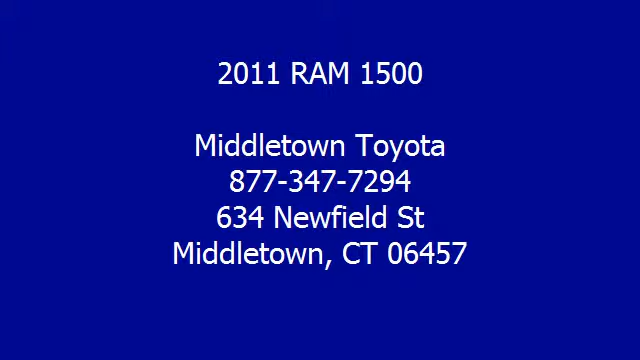 2011 RAM 1500
Middletown Toyota
877-347-7294
634 Newfield St
Middletown, CT 06457